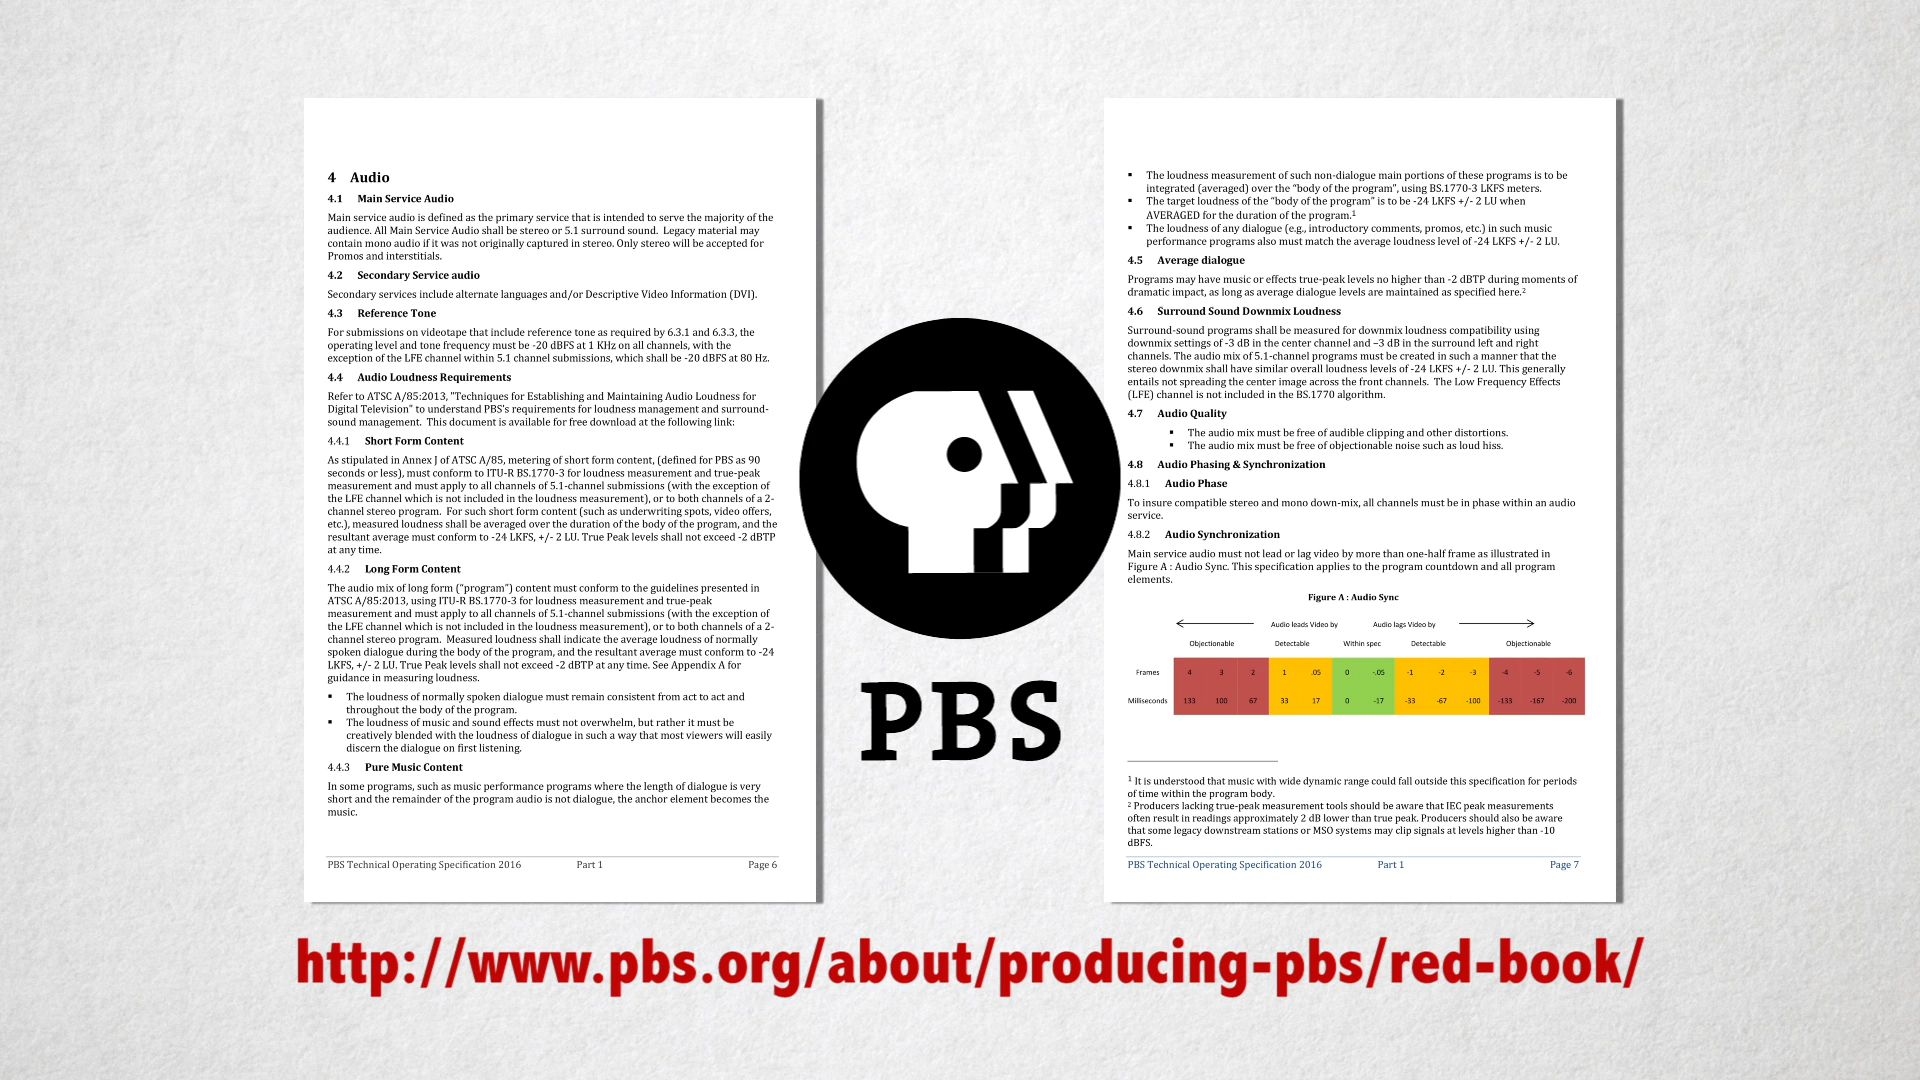 4 Audio
4.1 Main Service Audio
Main service audio is defined as the primary service that is intended to serve the majority of the
audience. All Main Service Audio shall be stereo or 5.1 surround sound. Legacy material may
contain mono audio if it was not originally captured in stereo. Only stereo will be accepted for
Promos and interstitials.
4.2 Secondary Service audio
Secondary services include alternate languages and/or Descriptive Video Information (DVI).
4.3 Reference Tone
For submissions on videotape that include reference tone as required by 6.3.1 and 6.3.3, the
operating level and tone frequency must be -20 dBFS at 1 KHz on all channels, with the
exception of the LFE channel within 5.1 channel submissions, which shall be -20 dBFS at 80 Hz.
4.4 Audio Loudness Requirements
Refer to ATSC A/85:2013, "Techniques for Establishing and Maintaining Audio Loudness for
Digital Television" to understand PBS's requirements for loudness management and surround-
sound management. This document is available for free download at the following link:
4.4.1 Short Form Content
As stipulated in Annex J of ATSC A/85, metering of short form content, (defined for PBS as 90
seconds or less), must conform to ITU-R BS.1770-3 for loudness measurement and true-peak
measurement and must apply to all channels of 5.1-channel submissions (with the exception of
the LFE channel which is not included in the loudness measurement), or to both channels of a 2-
channel stereo program. For such short form content (such as underwriting spots, video offers,
etc.), measured loudness shall be averaged over the duration of the body of the program, and the
resultant average must conform to -24 LKFS, +/- 2 LU. True Peak levels shall not exceed -2 dBTP
at any time.
4.4.2 Long Form Content
The audio mix of long form ("program") content must conform to the guidelines presented in
ATSC A/85:2013, using ITU-R BS.1770-3 for loudness measurement and true-peak
measurement and must apply to all channels of 5.1-channel submissions (with the exception of
the LFE channel which is not included in the loudness measurement), or to both channels of a 2-
channel stereo program. Measured loudness shall indicate the average loudness of normally
spoken dialogue during the body of the program, and the resultant average must conform to -24
LKFS, +/- 2 LU. True Peak levels shall not exceed -2 dBTP at any time. See Appendix A for
guidance in measuring loudness.
▪ The loudness of normally spoken dialogue must remain consistent from act to act and
throughout the body of the program.
▪ The loudness of music and sound effects must not overwhelm, but rather it must be
creatively blended with the loudness of dialogue in such a way that most viewers will easily
discern the dialogue on first listening.
4.4.3 Pure Music Content
In some programs, such as music performance programs where the length of dialogue is very
short and the remainder of the program audio is not dialogue, the anchor element becomes the
music.
PBS Technical Operating Specification 2016 Part 1 Page 6
PBS
▪ The loudness measurement of such non-dialogue main portions of these programs is to be
integrated (averaged) over the “body of the program”, using BS.1770-3 LKFS meters.
▪ The target loudness of the “body of the program” is to be -24 LKFS +/- 2 LU when
AVERAGED for the duration of the program.1
▪ The loudness of any dialogue (e.g., introductory comments, promos, etc.) in such music
performance programs also must match the average loudness level of -24 LKFS +/- 2 LU.
4.5 Average dialogue
Programs may have music or effects true-peak levels no higher than -2 dBTP during moments of
dramatic impact, as long as average dialogue levels are maintained as specified here.2
4.6 Surround Sound Downmix Loudness
Surround-sound programs shall be measured for downmix loudness compatibility using
downmix settings of -3 dB in the center channel and –3 dB in the surround left and right
channels. The audio mix of 5.1-channel programs must be created in such a manner that the
stereo downmix shall have similar overall loudness levels of -24 LKFS +/- 2 LU. This generally
entails not spreading the center image across the front channels. The Low Frequency Effects
(LFE) channel is not included in the BS.1770 algorithm.
4.7 Audio Quality
▪ The audio mix must be free of audible clipping and other distortions.
▪ The audio mix must be free of objectionable noise such as loud hiss.
4.8 Audio Phasing & Synchronization
4.8.1 Audio Phase
To insure compatible stereo and mono down-mix, all channels must be in phase within an audio
service.
4.8.2 Audio Synchronization
Main service audio must not lead or lag video by more than one-half frame as illustrated in
Figure A : Audio Sync. This specification applies to the program countdown and all program
elements.
Figure A : Audio Sync
Audio leads Video by Audio lags Video by
Objectionable Detectable Within spec Detectable Objectionable
Frames 4 3 2 1 .05 0 -.05 -1 -2 -3 -4 -5 -6
Milliseconds 133 100 67 33 17 0 -17 -33 -67 -100 -133 -167 -200
1 It is understood that music with wide dynamic range could fall outside this specification for periods
of time within the program body.
2 Producers lacking true-peak measurement tools should be aware that IEC peak measurements
often result in readings approximately 2 dB lower than true peak. Producers should also be aware
that some legacy downstream stations or MSO systems may clip signals at levels higher than -10
dBFS.
PBS Technical Operating Specification 2016 Part 1 Page 7
http://www.pbs.org/about/producing-pbs/red-book/